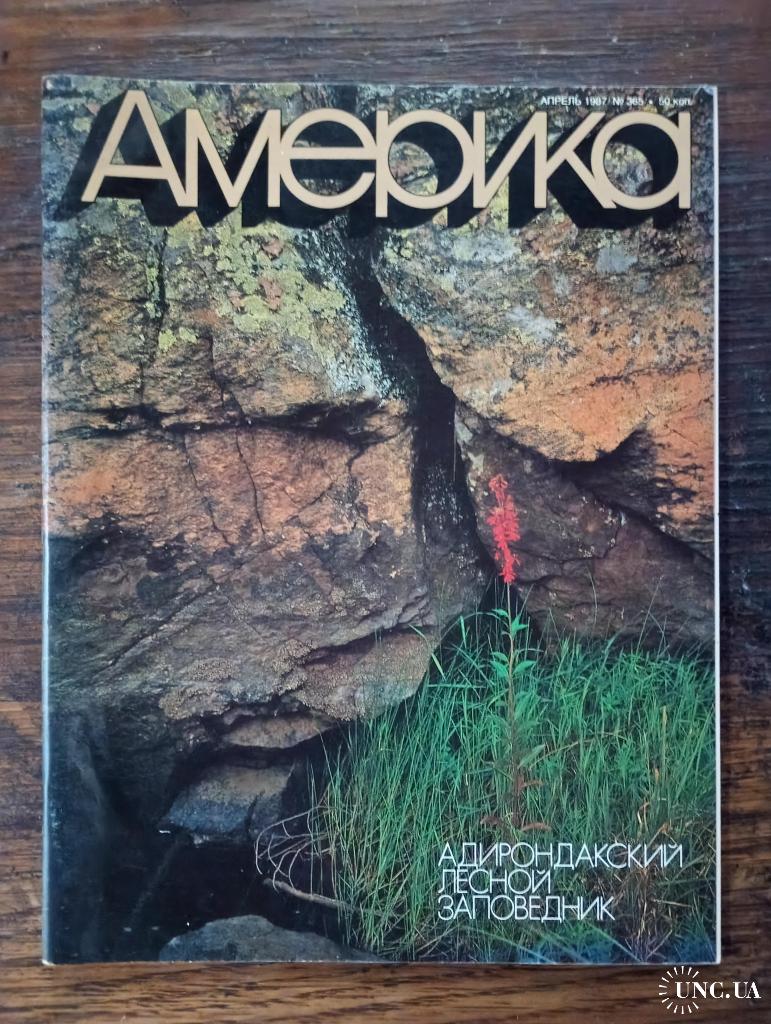 АПРЕЛЬ 1987/№ 365 • 50 коп.
Америка
АДИРОНДАКСКИЙ
ЛЕСНОЙ
ЗАПОВЕДНИК
UNC.UA